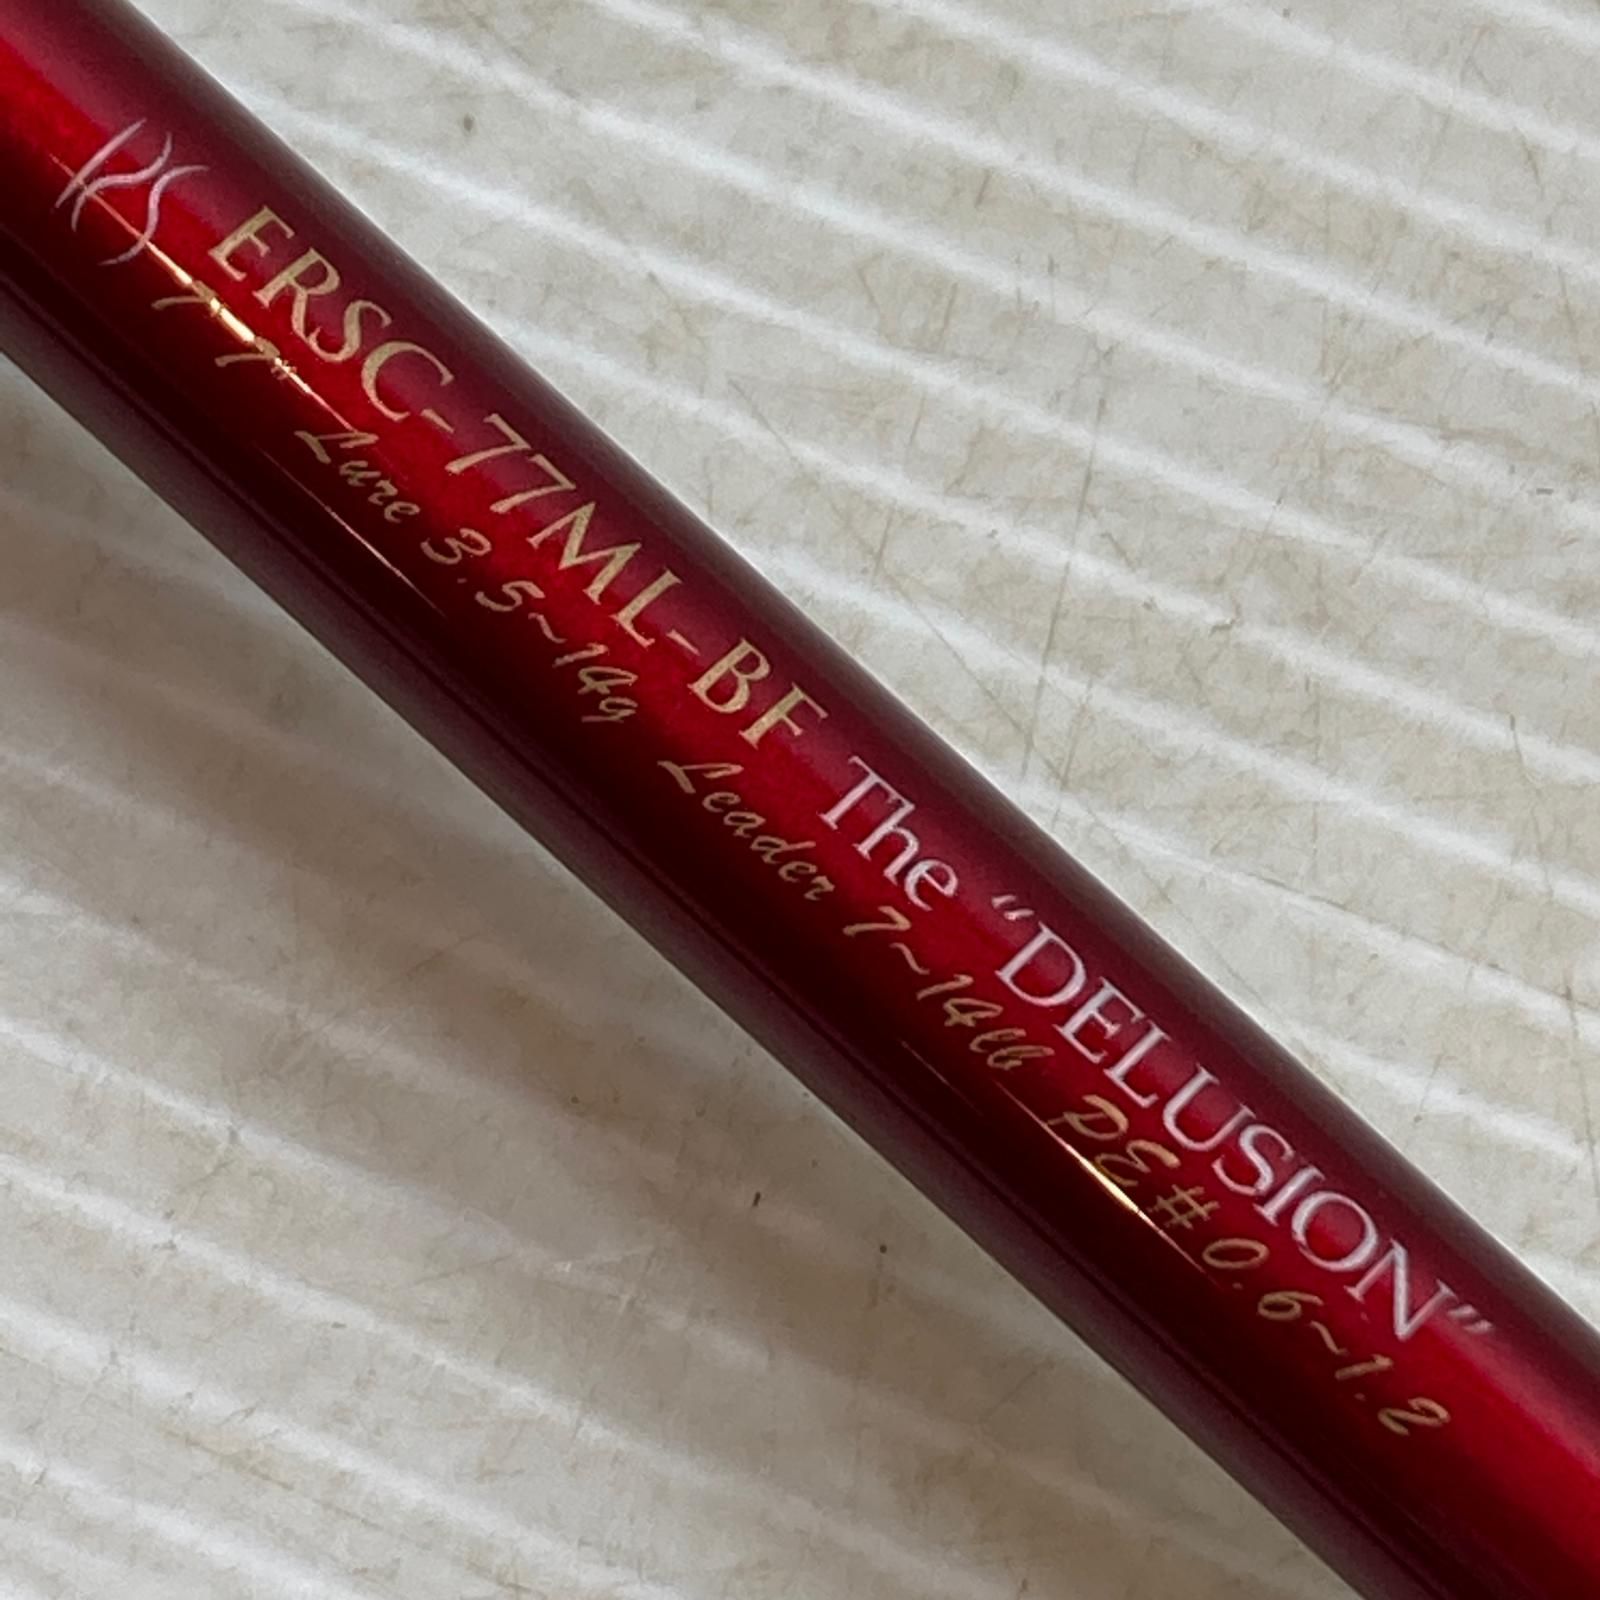 RS ERSC-77ML-BF The “DELUSION”
7'7" Lure 3.5~14g Leader 7~14lb PE#0.6~1.2